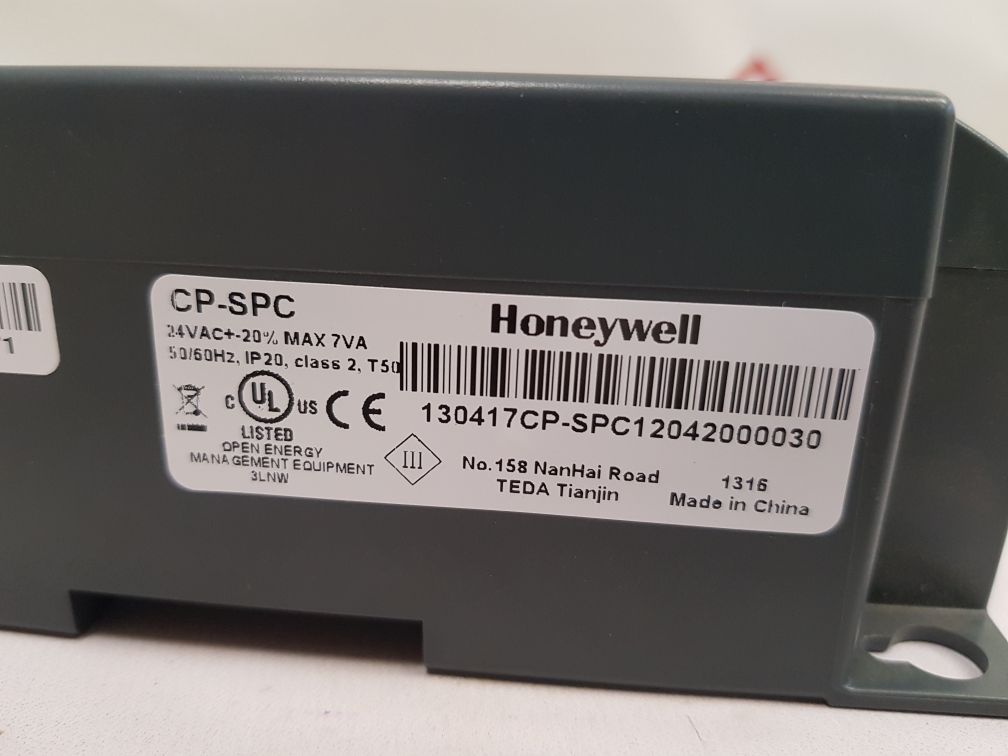 CP-SPC
24VAC+-20% MAX 7VA
50/60Hz, IP20, class 2, T50
Honeywell
130417CP-SPC12042000030
C UL US CE
LISTED
OPEN ENERGY
MANAGEMENT EQUIPMENT
3LNW
III
No.158 NanHai Road
TEDA Tianjin
1316
Made in China